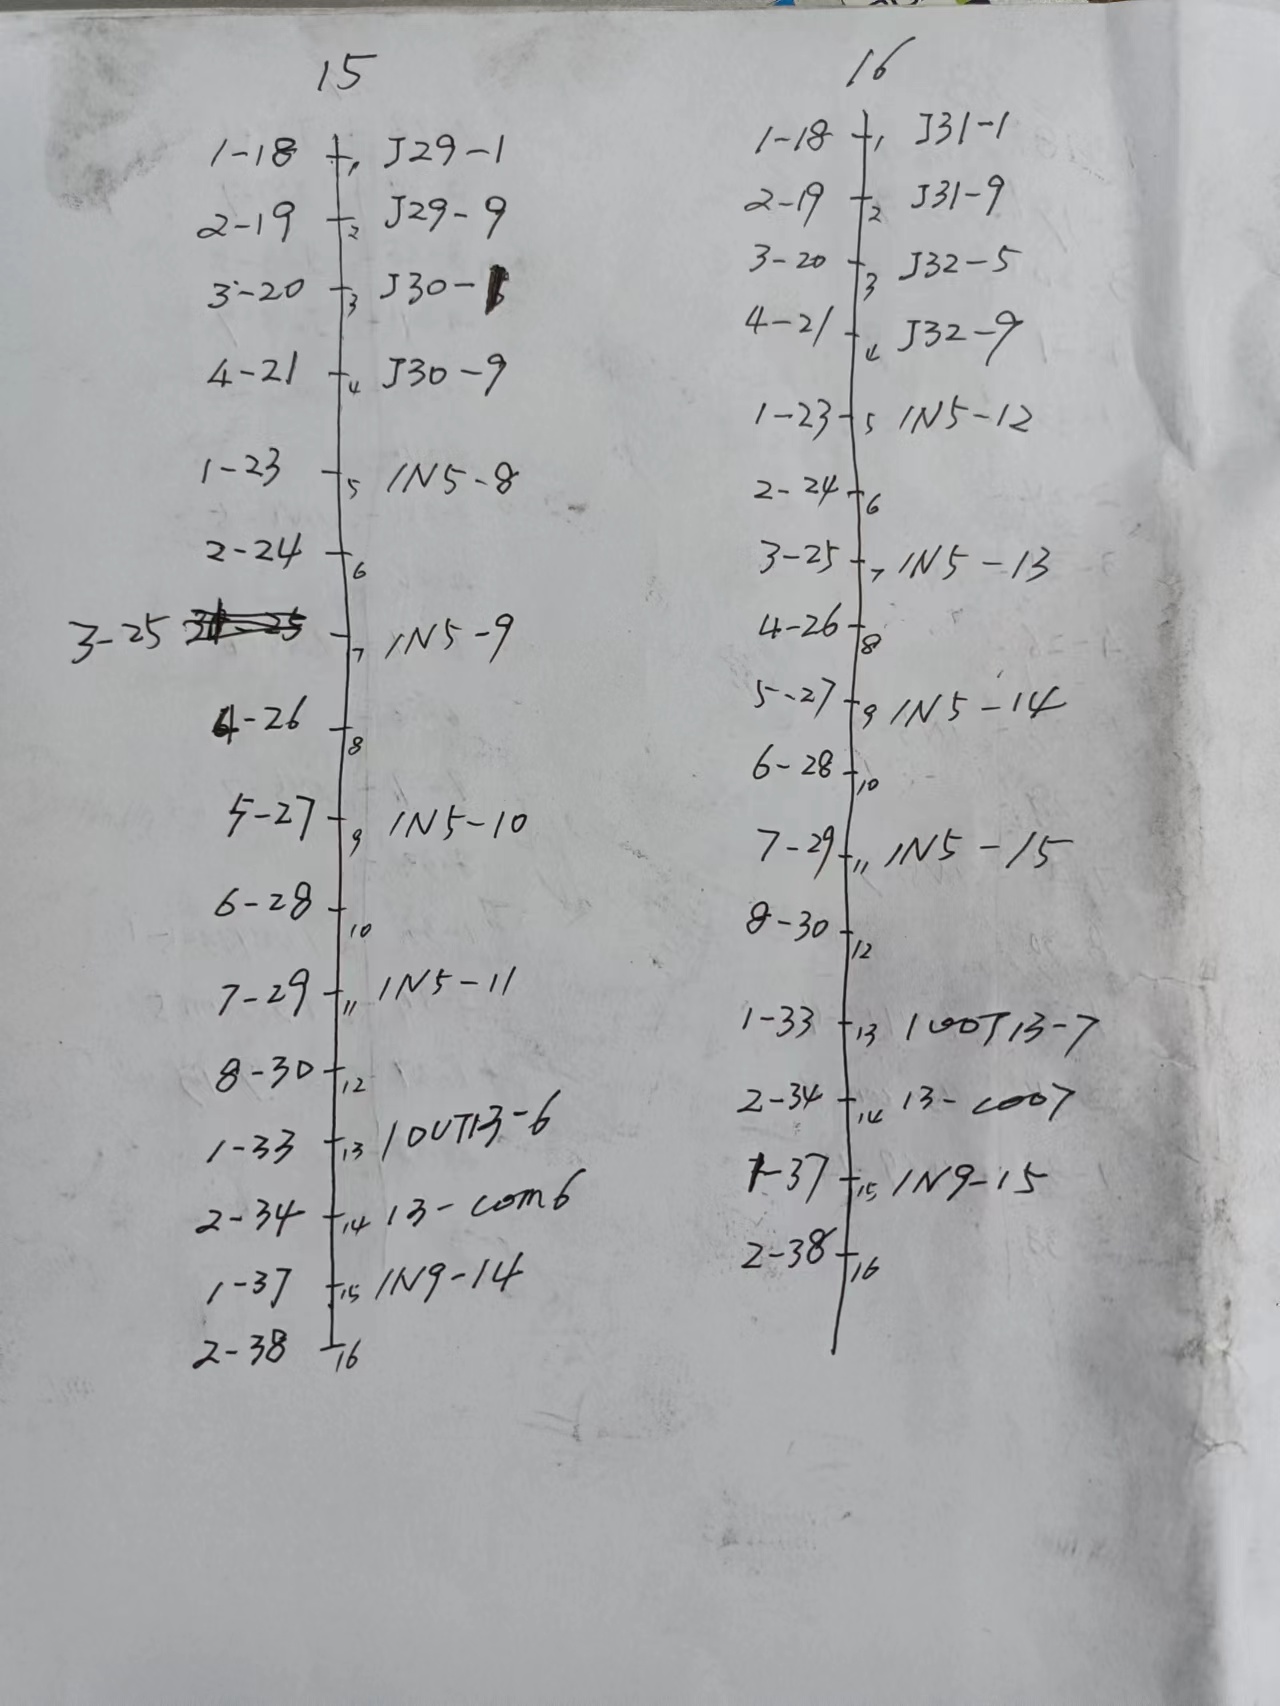 15
1-18 1 J29-1
2-19 2 J29-9
3-20 3 J30-
4-21 4 J30-9
1-23 5 IN5-8
2-24 6
3-25 7 IN5-9
4-26 8
5-27 9 IN5-10
6-28 10
7-29 11 IN5-11
8-30 12
1-33 13 OUT13-6
2-34 14 13-com6
1-37 15 IN9-14
2-38 16
16
1-18 1 J31-1
2-19 2 J31-9
3-20 3 J32-5
4-21 4 J32-9
1-23 5 IN5-12
2-24 6
3-25 7 IN5-13
4-26 8
5-27 9 IN5-14
6-28 10
7-29 11 IN5-15
8-30 12
1-33 13 OUT13-7
2-34 14 13-com7
1-37 15 IN9-15
2-38 16